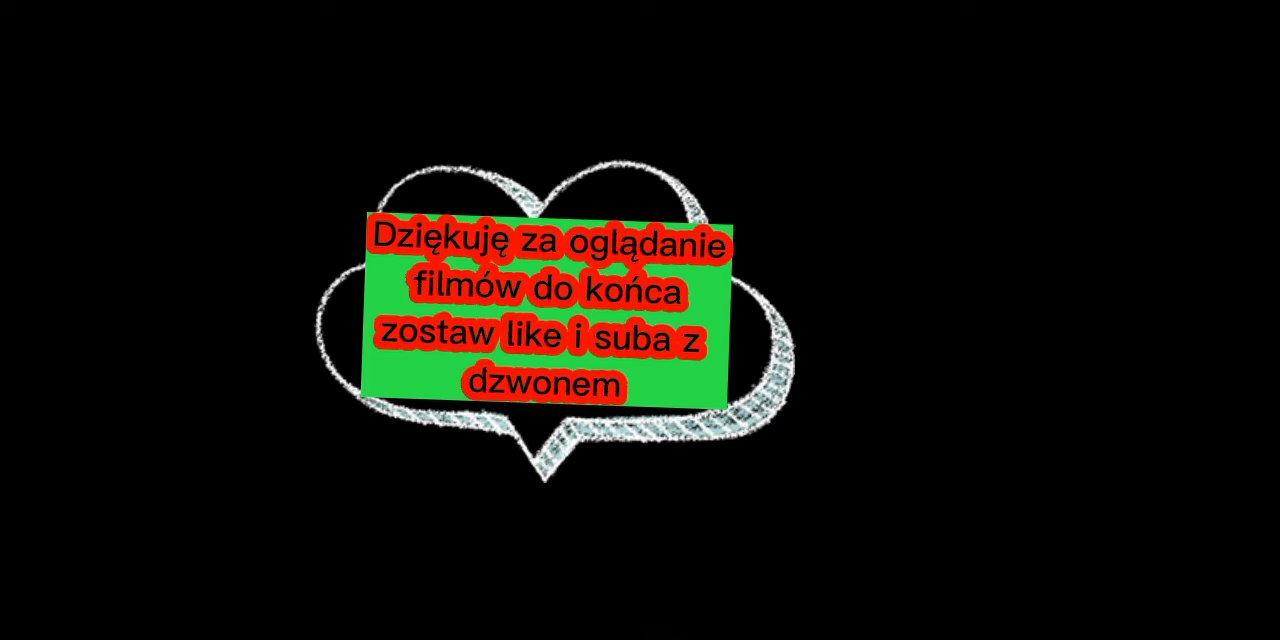 Dziękuję za oglądanie
filmów do końca
zostaw like i suba z
dzwonem